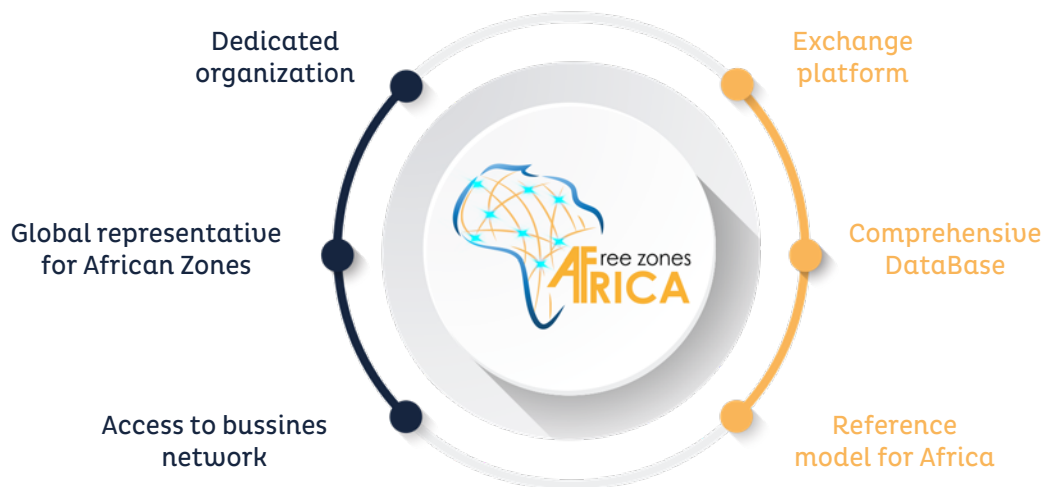 Dedicated
organization
Global representative
for African Zones
Access to bussines
network
ree zones
AFRICA
Exchange
platform
Comprehensive
DataBase
Reference
model for Africa